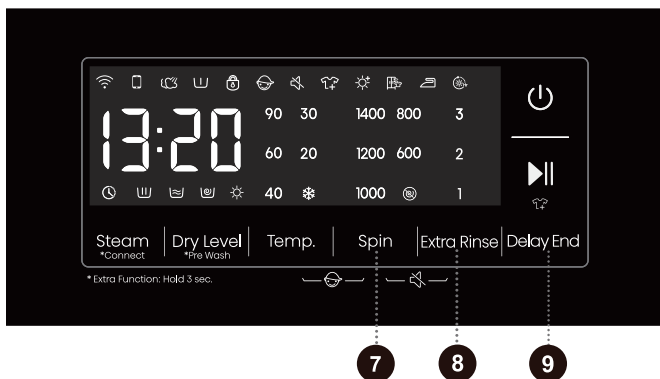 90 30 1400 800 3
13:20
60 20 1200 600 2
40 1000 1
Steam Dry Level Temp. Spin Extra Rinse Delay End
*Connect *Pre Wash
* Extra Function: Hold 3 sec.
7 8 9